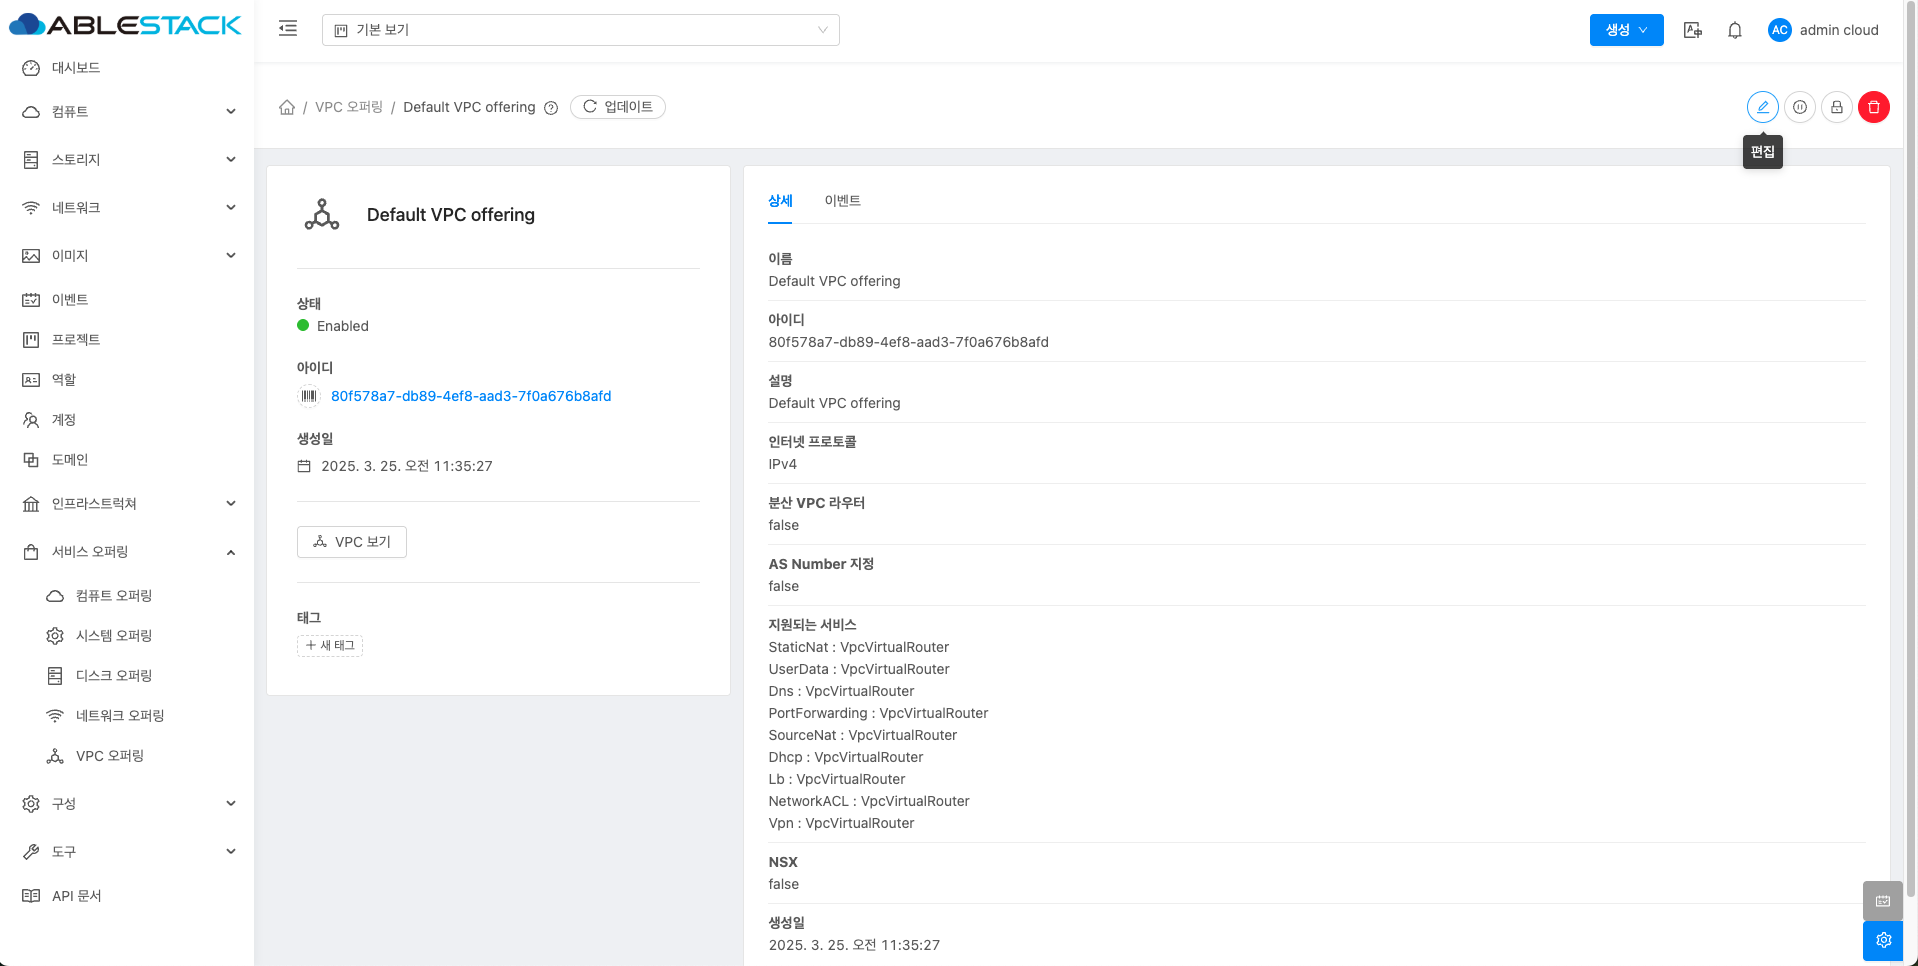 ABLESTACK
기본 보기
생성
AC
admin cloud
대시보드
컴퓨트
스토리지
네트워크
이미지
이벤트
프로젝트
역할
계정
도메인
인프라스트럭쳐
서비스 오퍼링
컴퓨트 오퍼링
시스템 오퍼링
디스크 오퍼링
네트워크 오퍼링
VPC 오퍼링
구성
도구
API 문서
/ VPC 오퍼링 / Default VPC offering
업데이트
편집
Default VPC offering
상태
Enabled
아이디
80f578a7-db89-4ef8-aad3-7f0a676b8afd
생성일
2025. 3. 25. 오전 11:35:27
VPC 보기
태그
+ 새 태그
상세
이벤트
이름
Default VPC offering
아이디
80f578a7-db89-4ef8-aad3-7f0a676b8afd
설명
Default VPC offering
인터넷 프로토콜
IPv4
분산 VPC 라우터
false
AS Number 지정
false
지원되는 서비스
StaticNat : VpcVirtualRouter
UserData : VpcVirtualRouter
Dns : VpcVirtualRouter
PortForwarding : VpcVirtualRouter
SourceNat : VpcVirtualRouter
Dhcp : VpcVirtualRouter
Lb : VpcVirtualRouter
NetworkACL : VpcVirtualRouter
Vpn : VpcVirtualRouter
NSX
false
생성일
2025. 3. 25. 오전 11:35:27